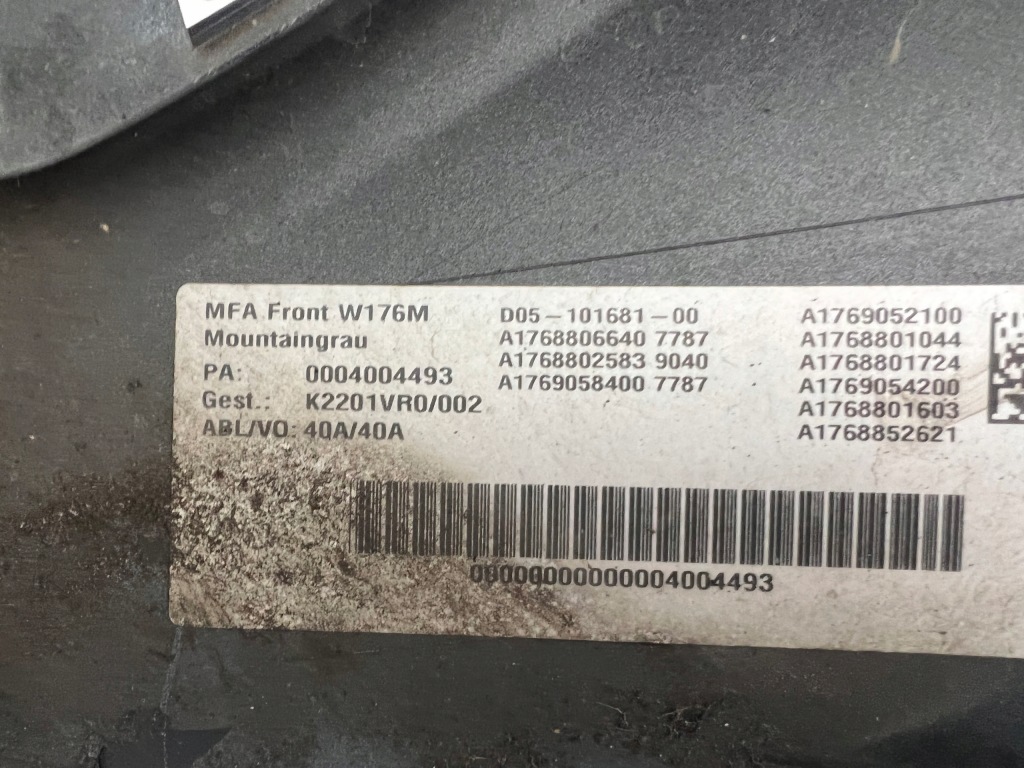 MFA Front W176M
Mountaingrau
PA: 0004004493
Gest.: K2201VR0/002
ABL/VO: 40A/40A
D05-101681-00
A1768806640 7787
A1768802583 9040
A1769058400 7787
A1769052100
A1768801044
A1768801724
A1769054200
A1768801603
A1768852621
000000000000004004493